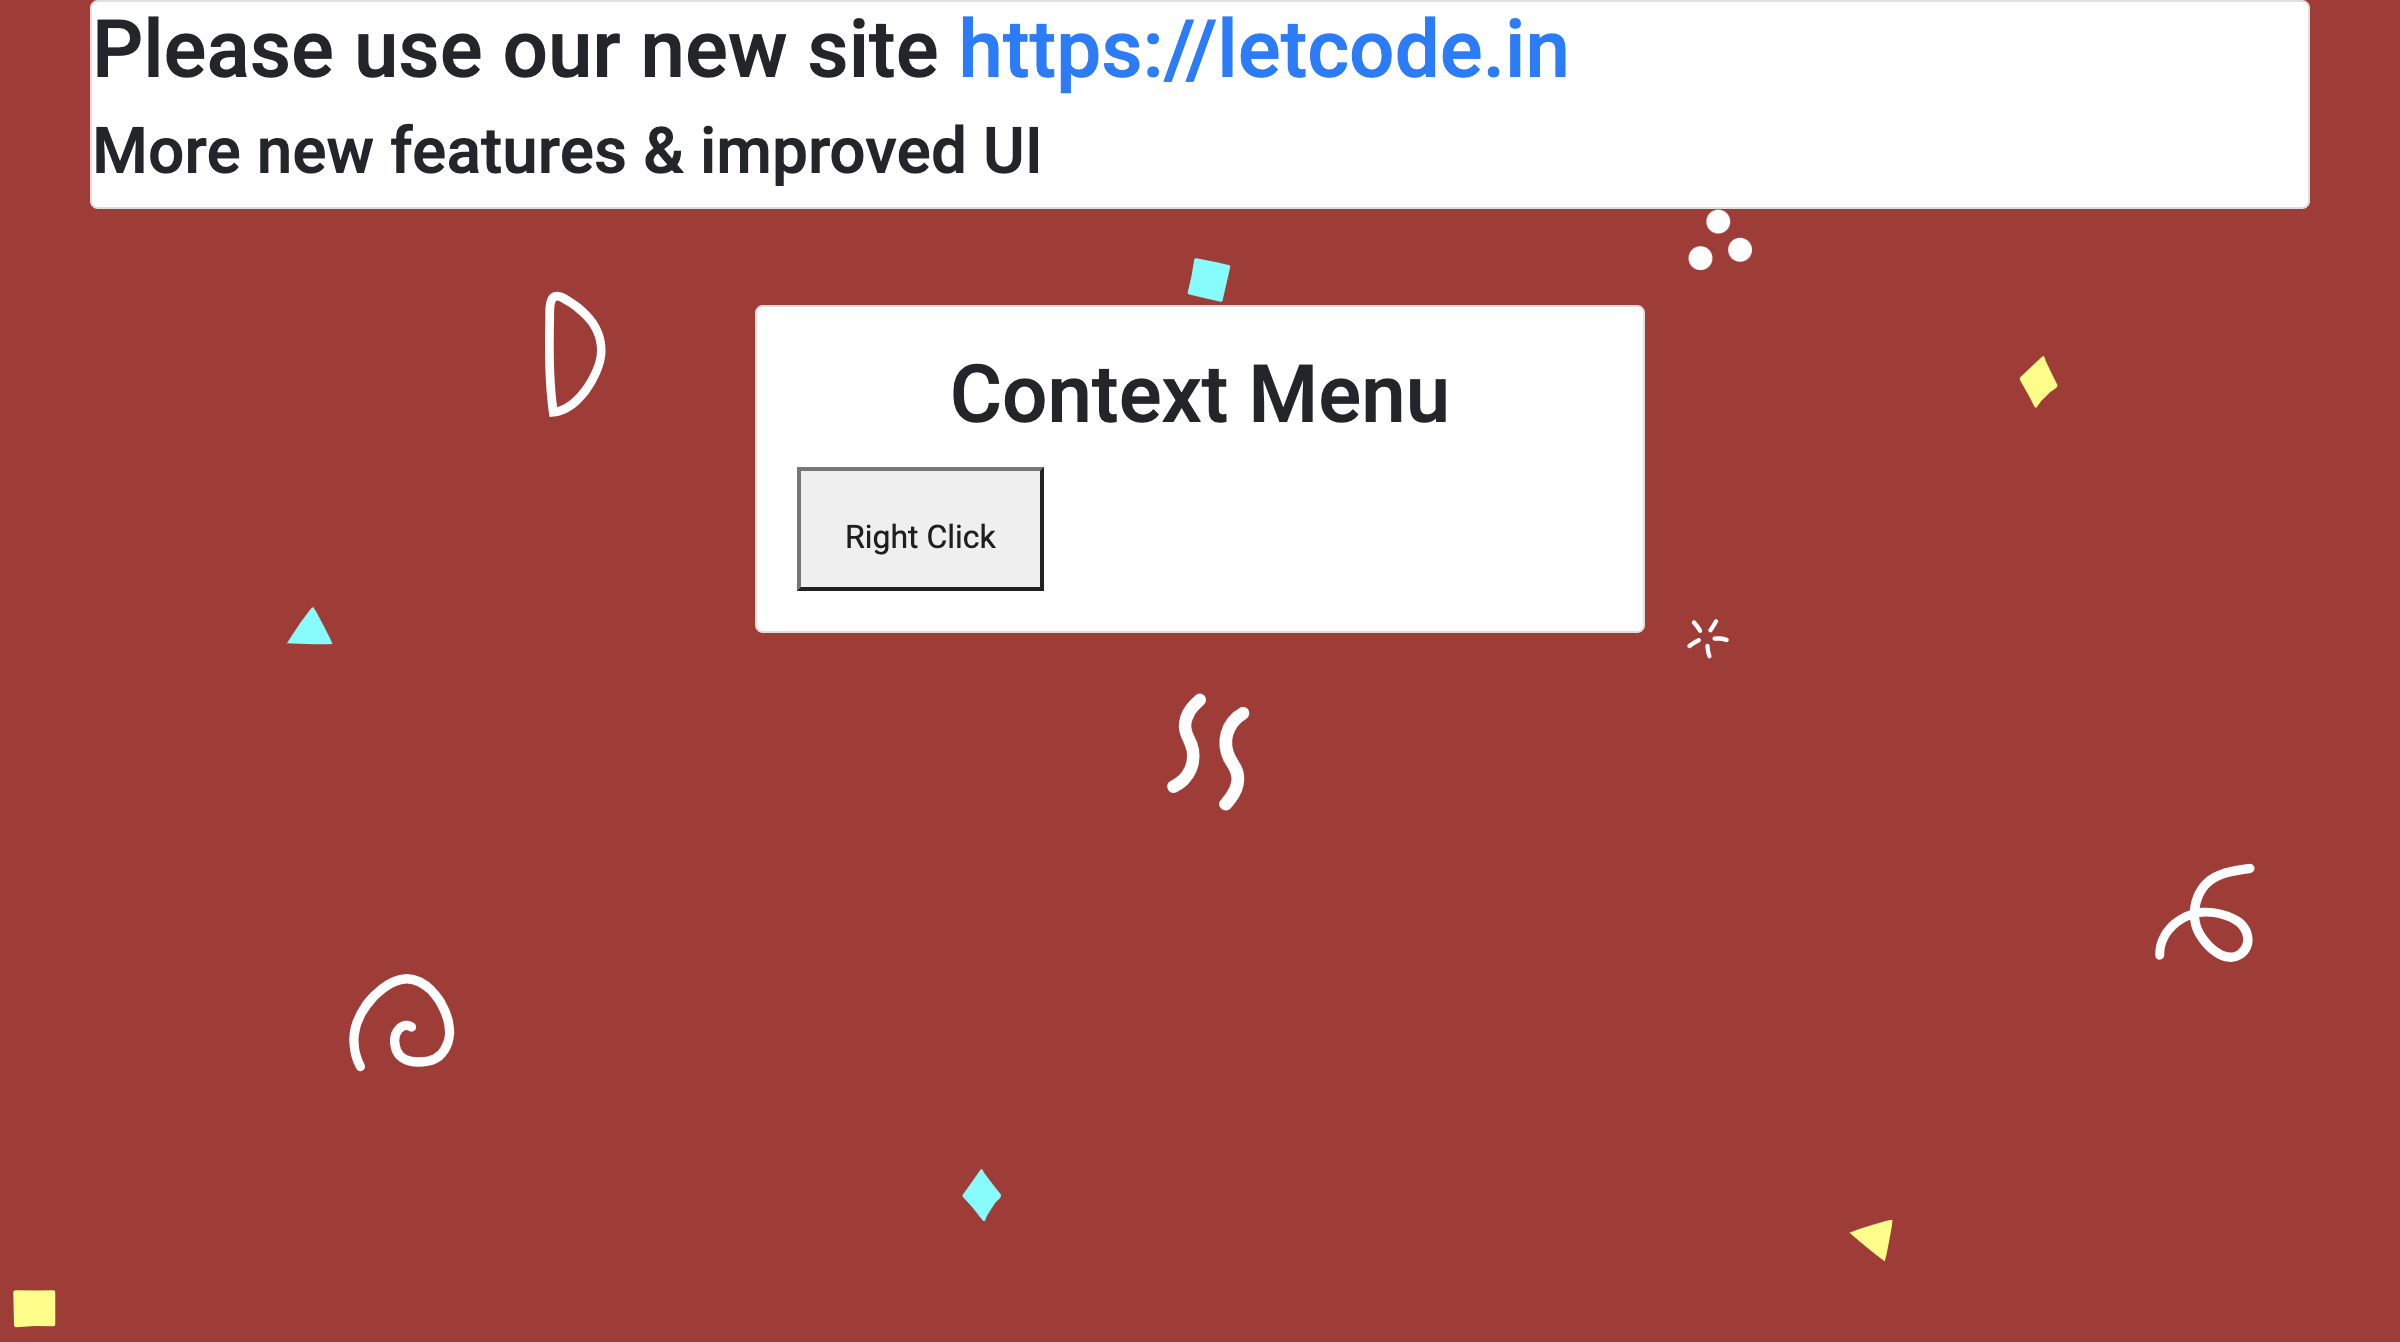 Please use our new site https://letcode.in
More new features & improved UI
Context Menu
Right Click